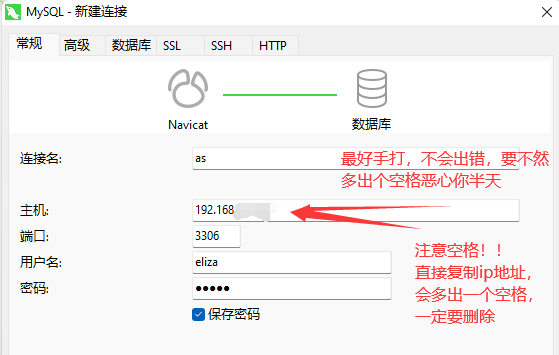 MySQL - 新建连接
常规 高级 数据库 SSL SSH HTTP
Navicat 数据库
连接名: as
最好手打，不会出错，要不然
多出个空格恶心你半天
主机: 192.168
端口: 3306
用户名: eliza
密码: ●●●●●
保存密码
注意空格！！
直接复制ip地址，
会多出一个空格，
一定要删除